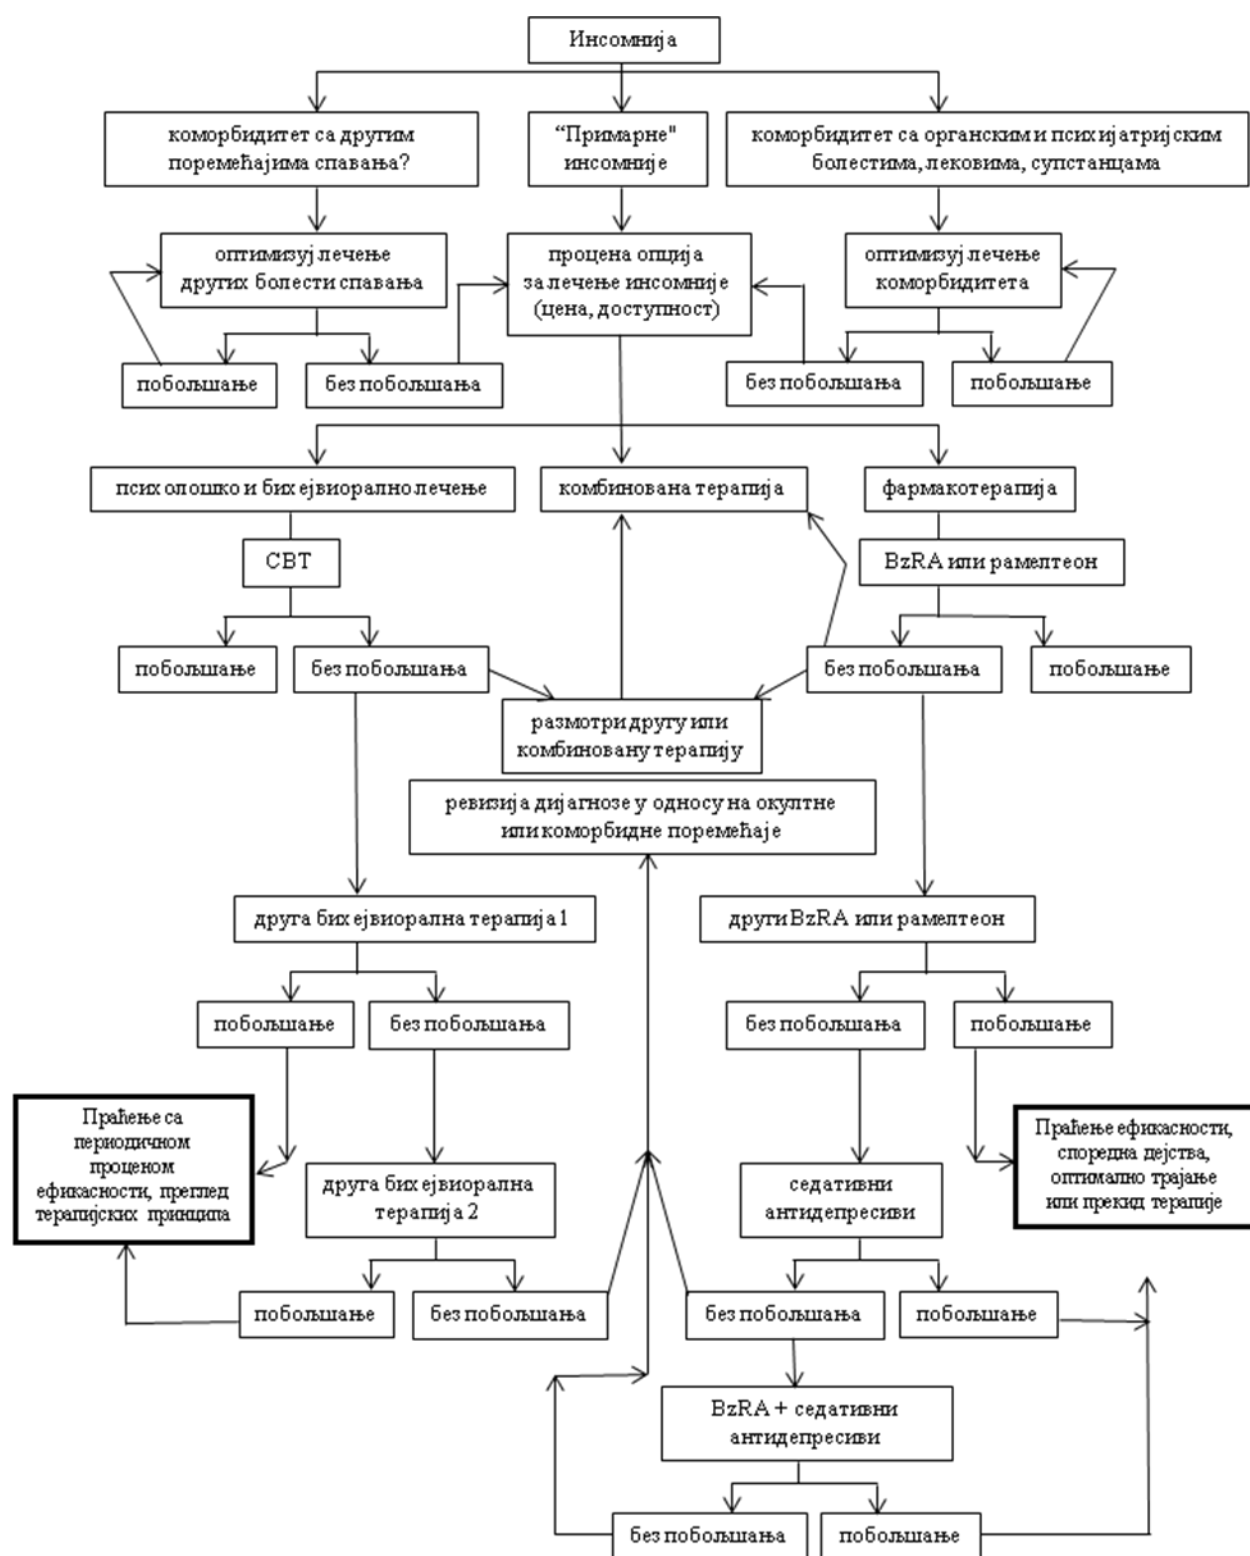 Инсомнија
коморбидитет са другим
поремећајима спавања?
“Примарне"
инсомније
коморбидитет са органским и психијатријским
болестима, лековима, супстанцама
оптимизуј лечење
других болести спавања
процена опција
за лечење инсомније
(цена, доступност)
оптимизуј лечење
коморбидитета
побољшање
без побољшања
без побољшања
побољшање
психолошко и бихејвиорално лечење
комбинована терапија
фармакотерапија
CBT
BzRA или рамелтеон
побољшање
без побољшања
без побољшања
побољшање
размотри другу или
комбиновану терапију
ревизија дијагнозе у односу на окултне
или коморбидне поремећаје
друга бихејвиорална терапија 1
други BzRA или рамелтеон
побољшање
без побољшања
без побољшања
побољшање
Праћење са
периодичном
проценом
ефикасности, преглед
терапијских принципа
Праћење ефикасности,
споредна дејства,
оптимално трајање
или прекид терапије
друга бихејвиорална
терапија 2
седативни
антидепресиви
побољшање
без побољшања
без побољшања
побољшање
BzRA + седативни
антидепресиви
без побољшања
побољшање